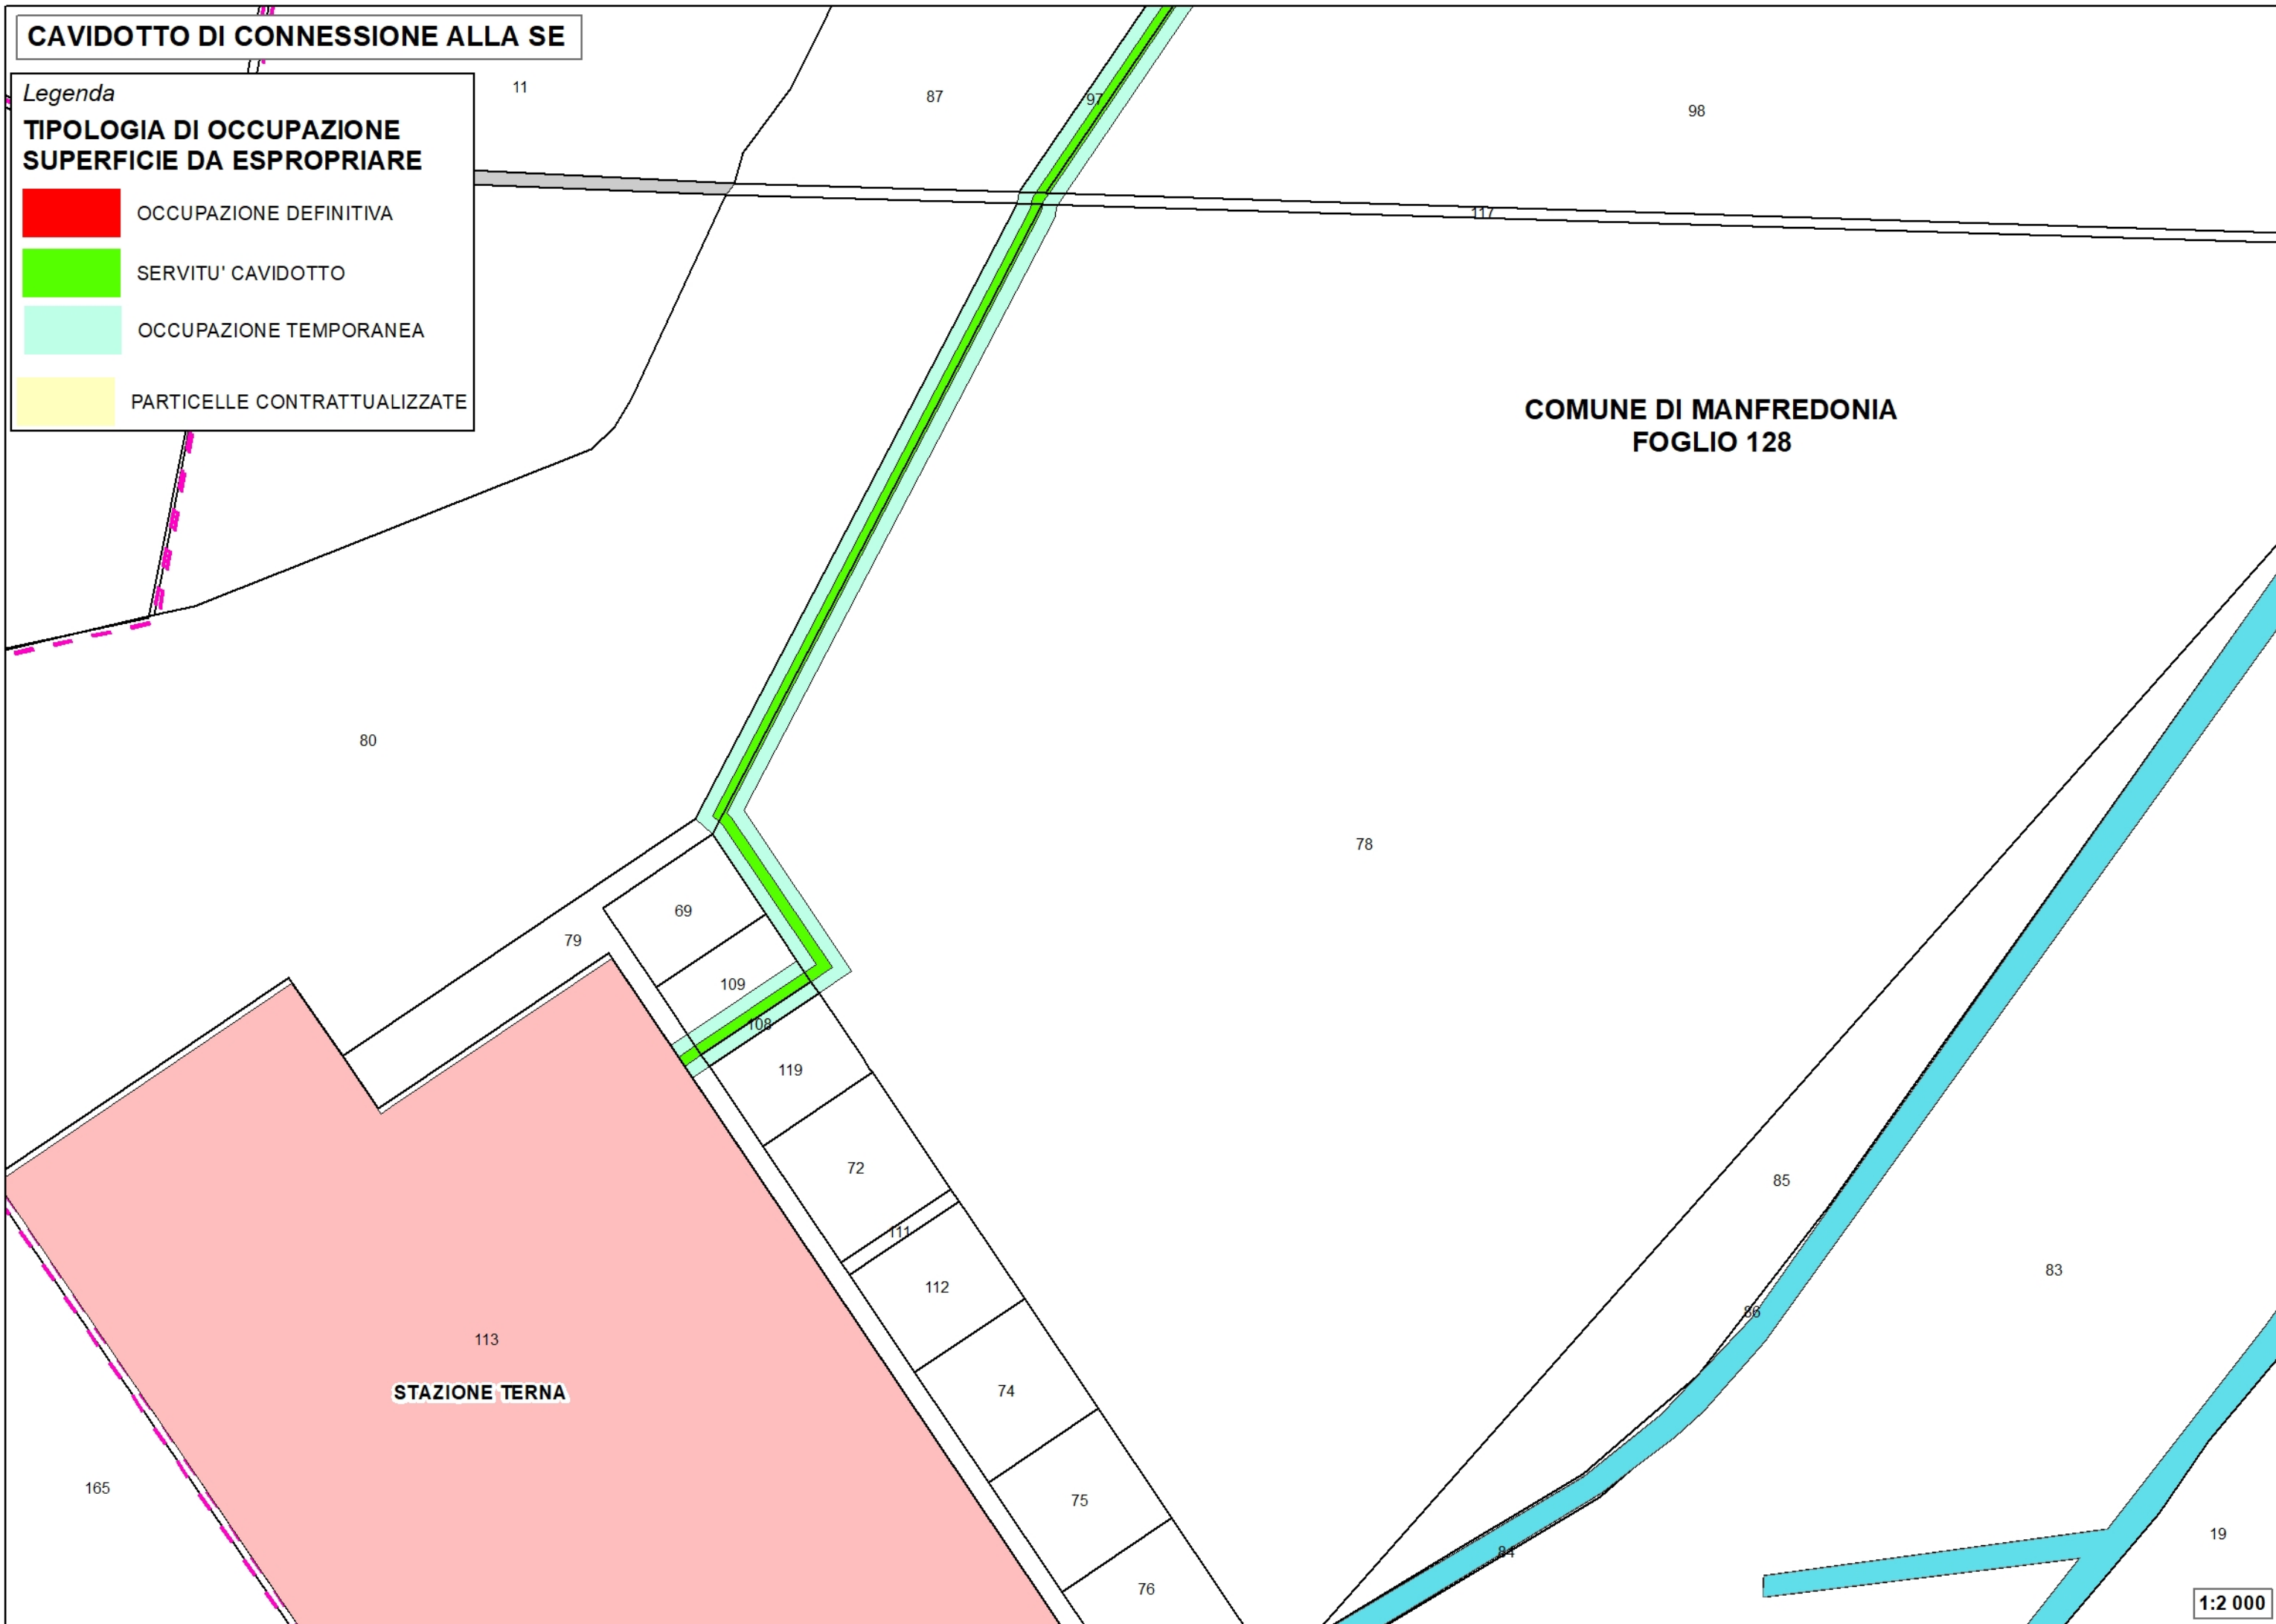 CAVIDOTTO DI CONNESSIONE ALLA SE
Legenda
TIPOLOGIA DI OCCUPAZIONE
SUPERFICIE DA ESPROPRIARE
OCCUPAZIONE DEFINITIVA
SERVITU' CAVIDOTTO
OCCUPAZIONE TEMPORANEA
PARTICELLE CONTRATTUALIZZATE
11
87
97
98
117
COMUNE DI MANFREDONIA
FOGLIO 128
80
78
69
79
109
108
119
72
85
111
83
112
86
113
STAZIONE TERNA
74
165
75
19
84
76
1:2 000